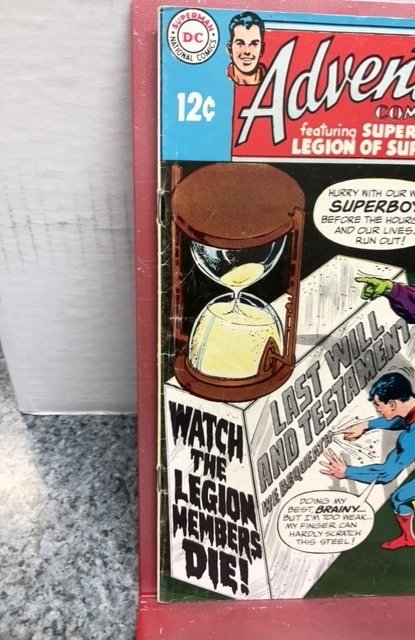 SUPERMAN
DC
NATIONAL COMICS
12¢
Adven
COM
featuring SUPER
LEGION OF SUP
HURRY WITH OUR W
SUPERBOY
BEFORE THE HOURG
AND OUR LIVES...
RUN OUT!
LAST WILL
AND TESTAMENT
WE BEQUEATH
WATCH
THE
LEGION
MEMBERS
DIE!
DOING MY
BEST, BRAINY...
BUT I'M TOO WEAK...
MY FINGER CAN
HARDLY SCRATCH
THIS STEEL!